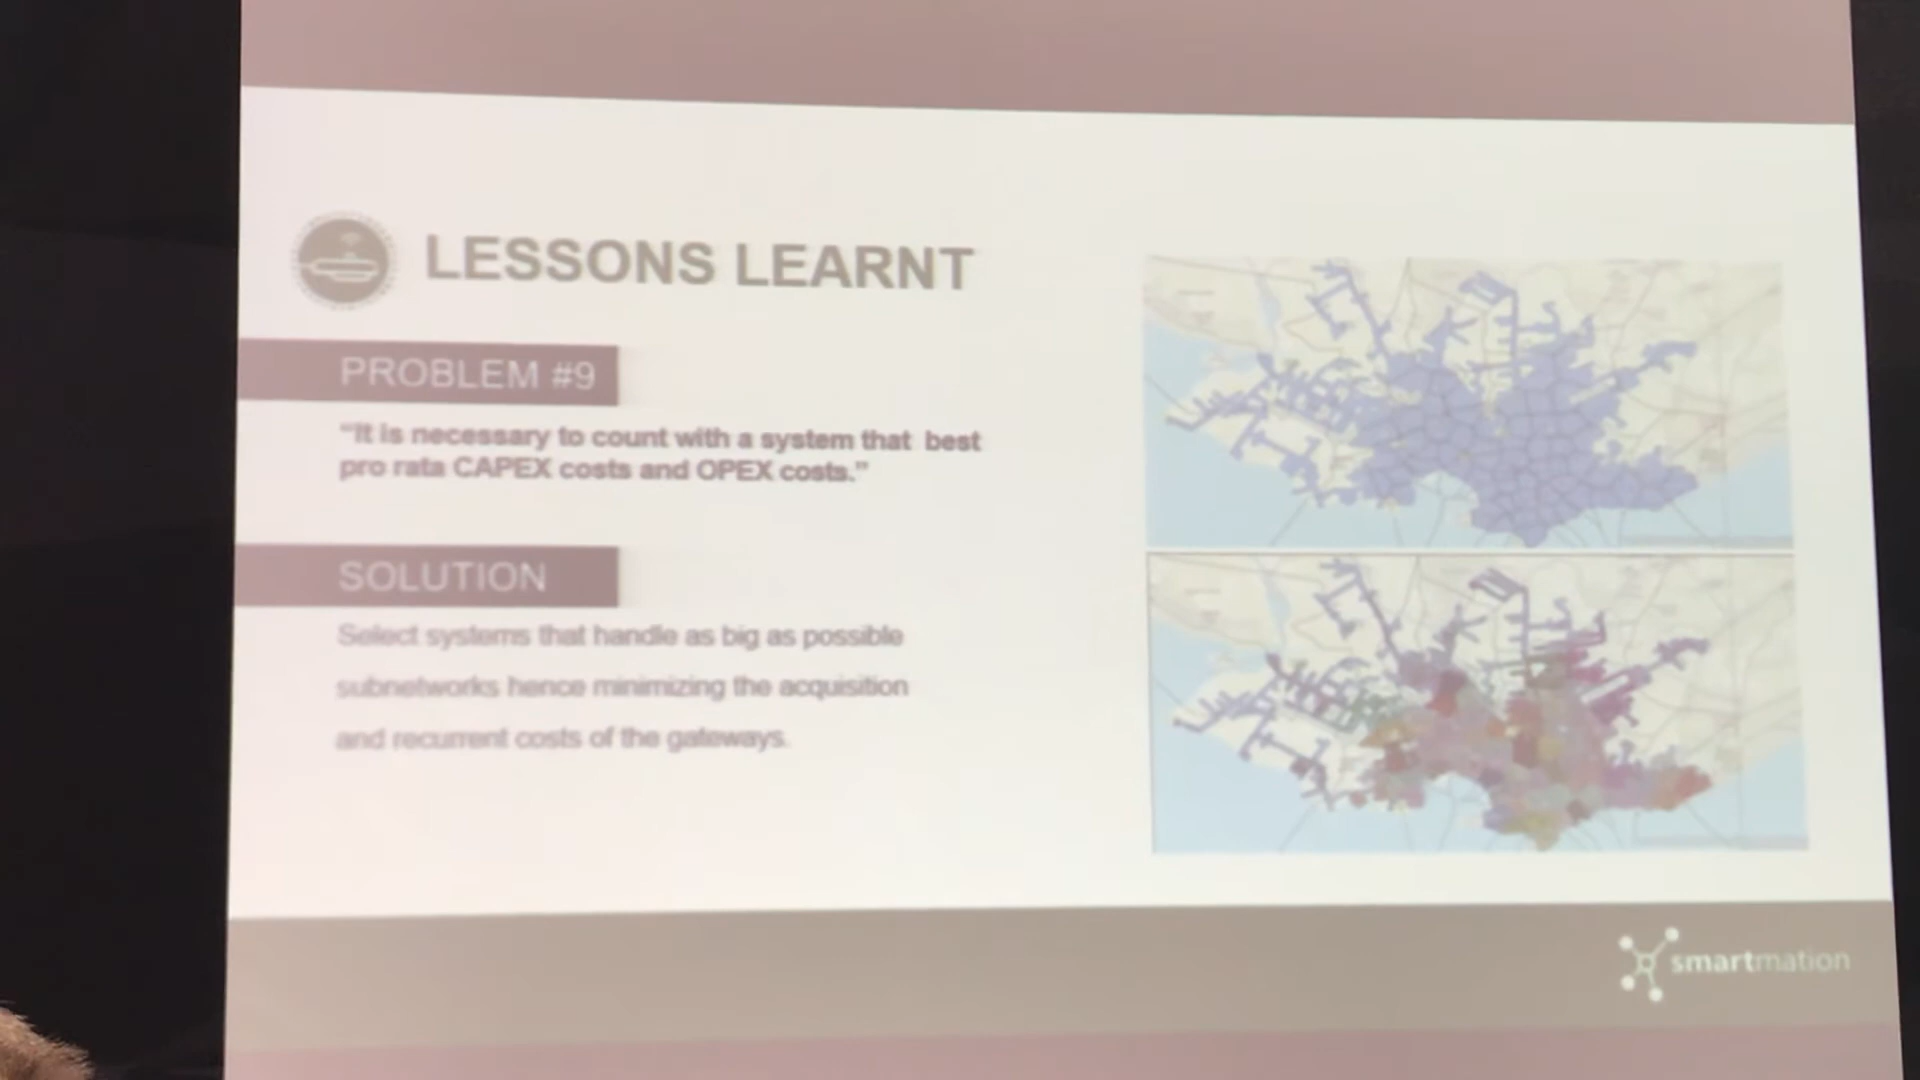 LESSONS LEARNT
PROBLEM #9
“It is necessary to count with a system that best
pro rata CAPEX costs and OPEX costs.”
SOLUTION
Select systems that handle as big as possible
subnetworks hence minimizing the acquisition
and recurrent costs of the gateways.
smartmation